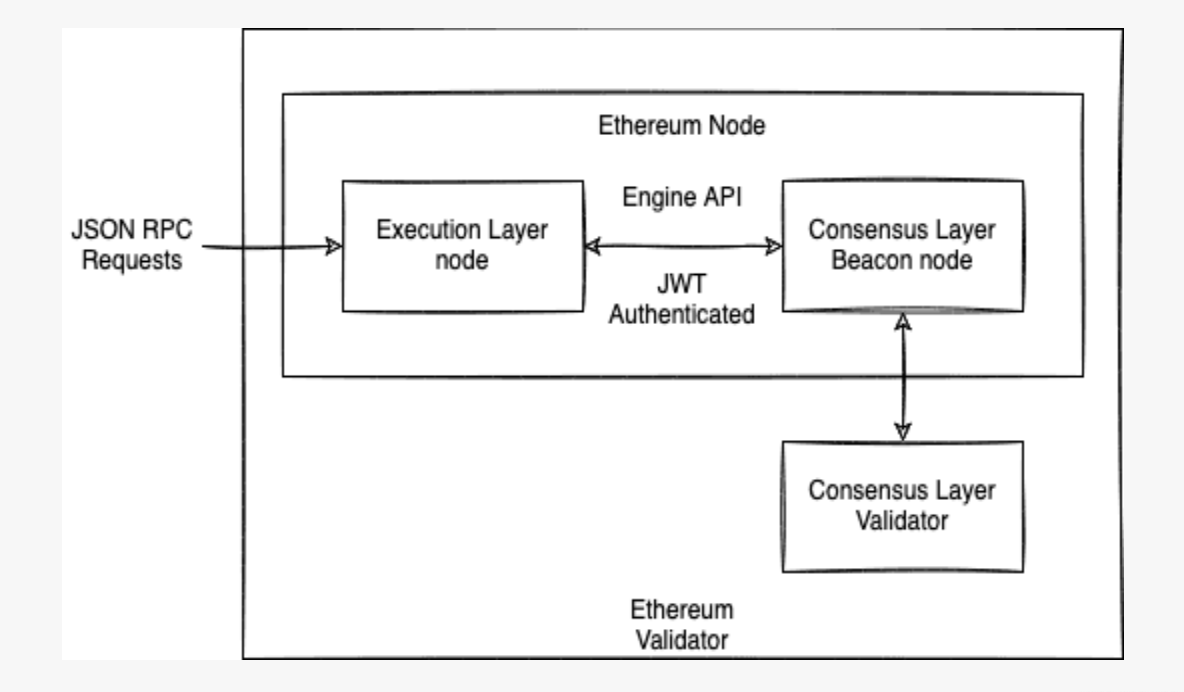 Ethereum Node
JSON RPC
Requests
Execution Layer
node
Engine API
JWT
Authenticated
Consensus Layer
Beacon node
Consensus Layer
Validator
Ethereum
Validator